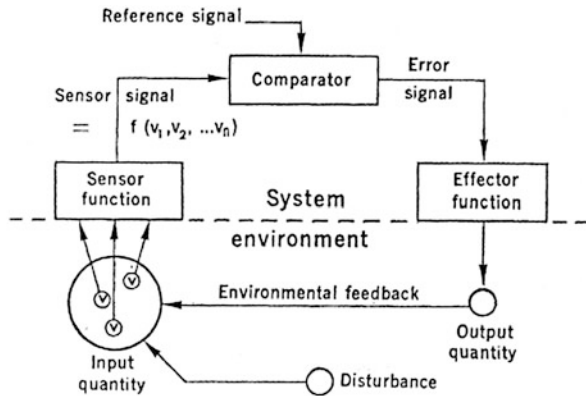 Reference signal
Comparator
Error
signal
Sensor signal
= f (v₁,v₂, ...vₙ)
Sensor
function
System
Effector
function
environment
v
v
v
Environmental feedback
Input
quantity
Output
quantity
Disturbance